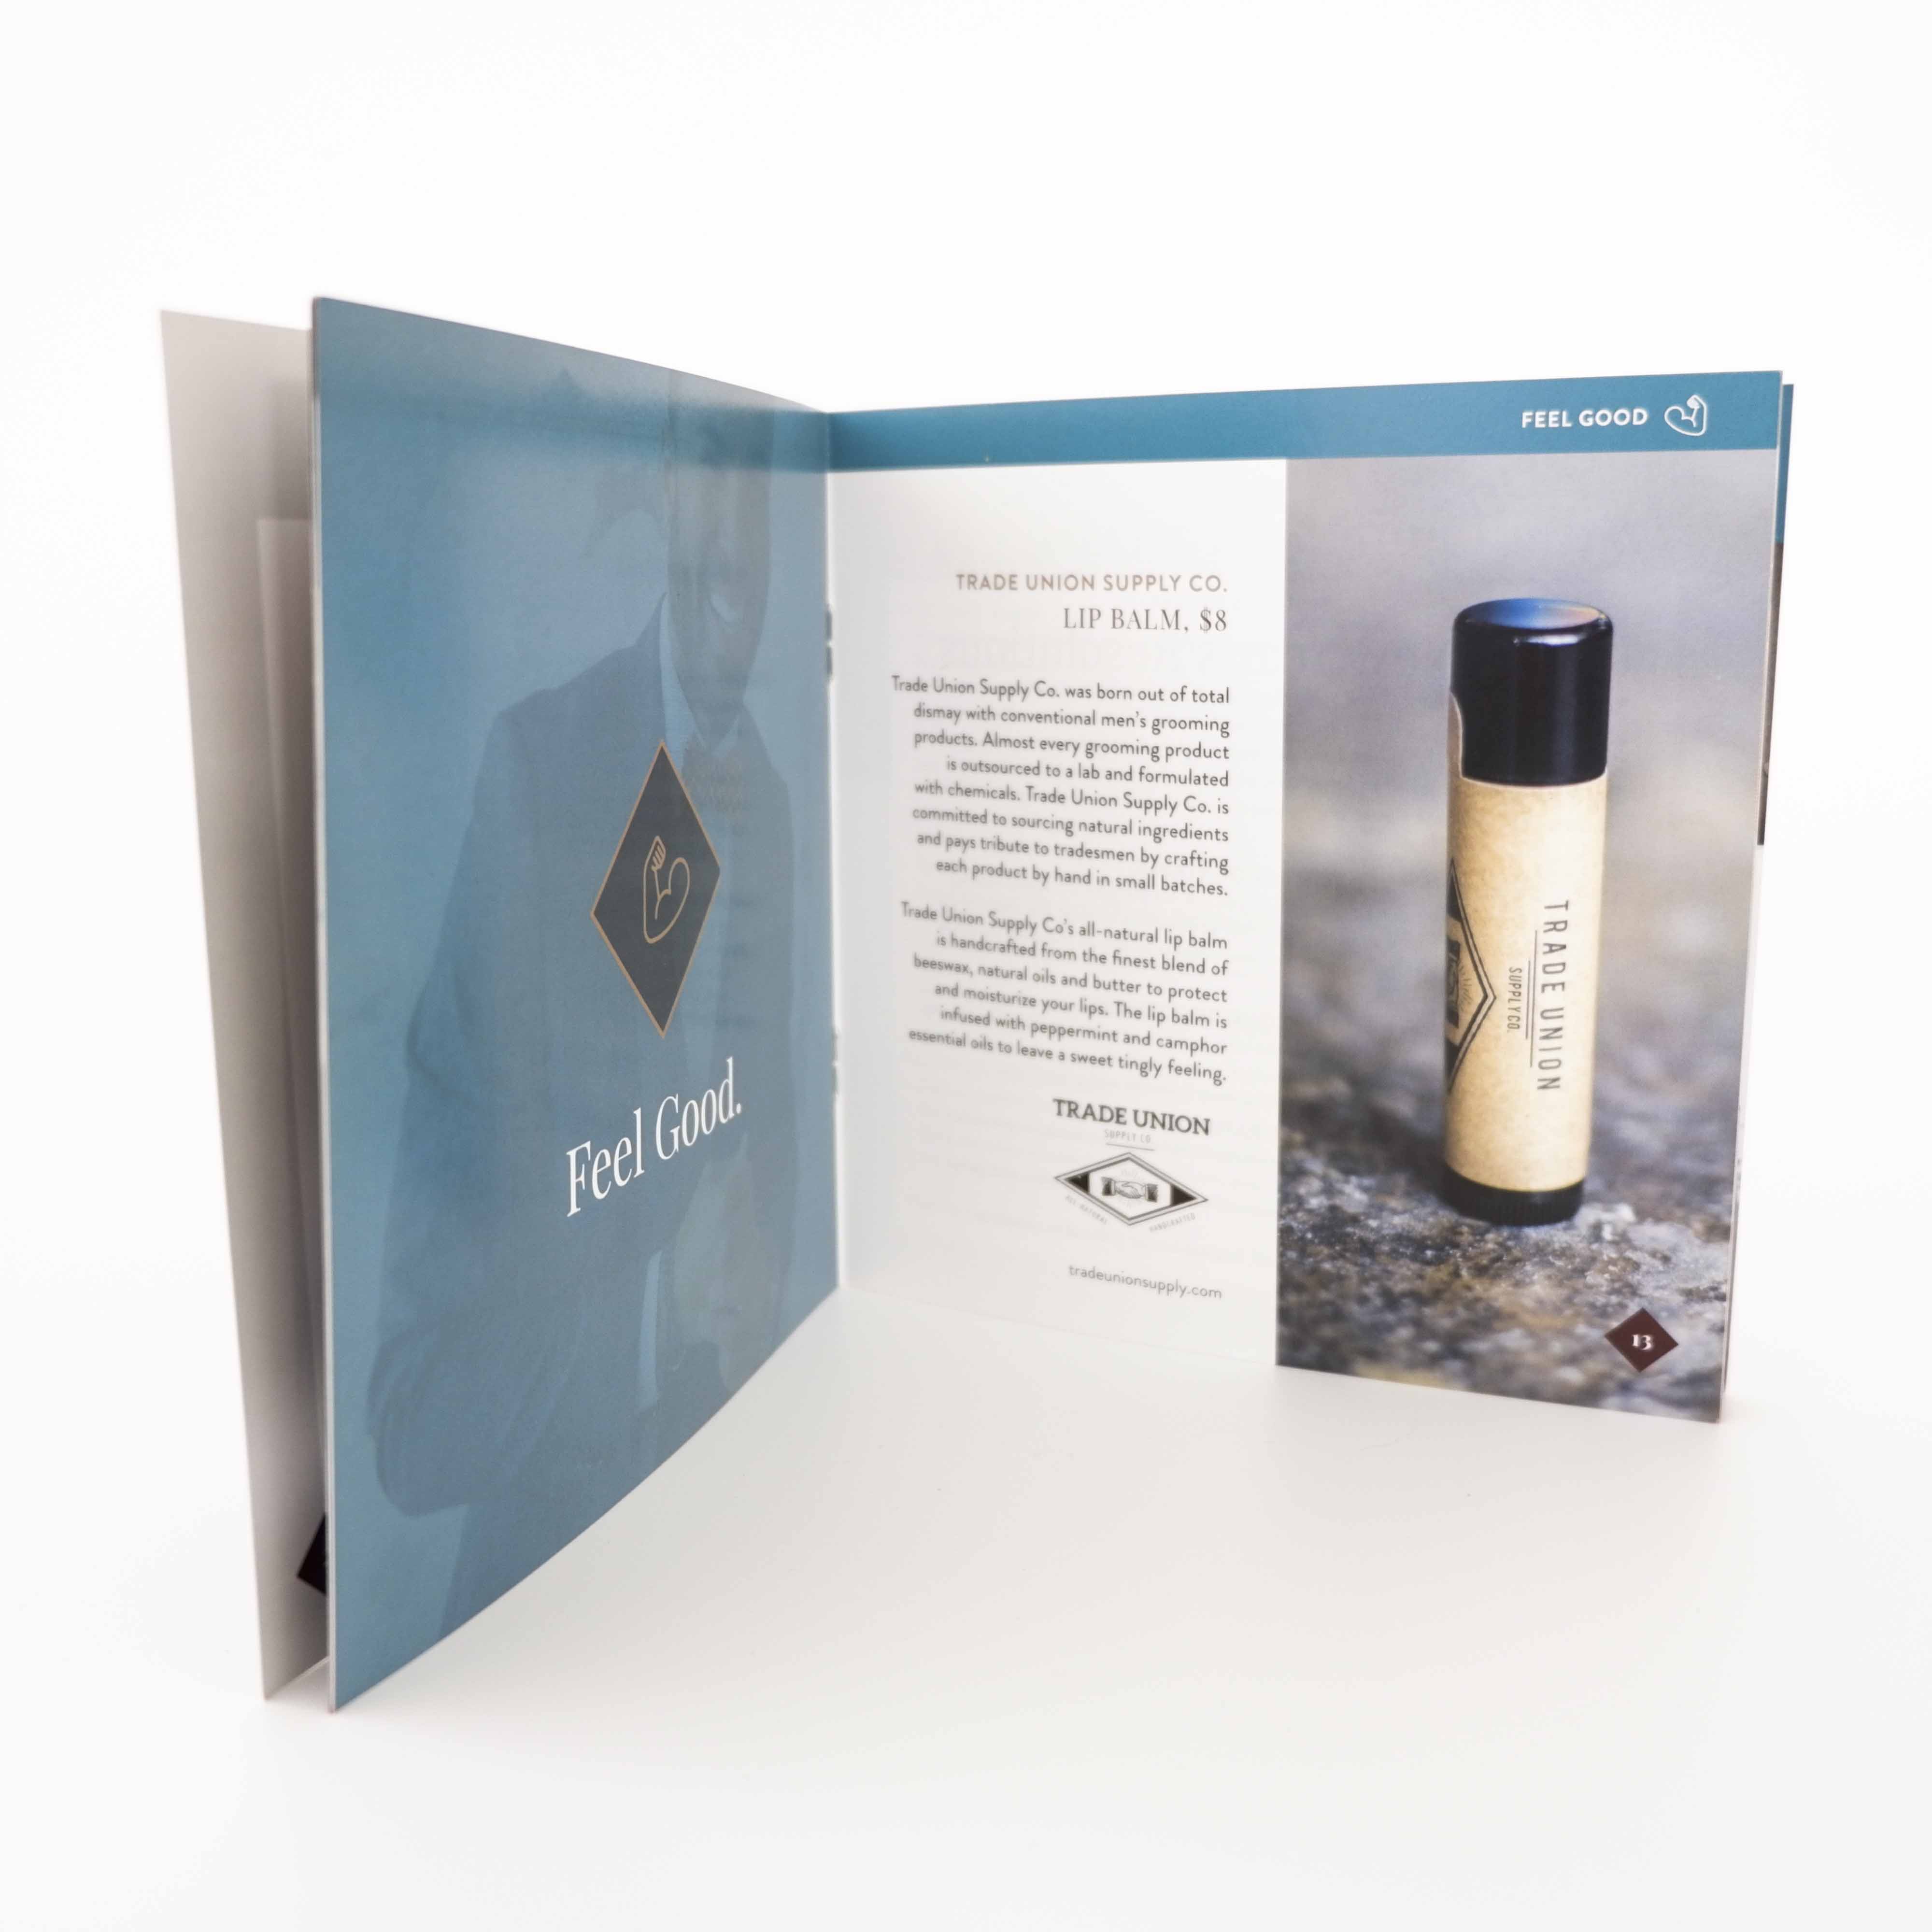 Feel Good.
FEEL GOOD
TRADE UNION SUPPLY CO.
LIP BALM, $8
Trade Union Supply Co. was born out of total
dismay with conventional men's grooming
products. Almost every grooming product
is outsourced to a lab and formulated
with chemicals. Trade Union Supply Co. is
committed to sourcing natural ingredients
and pays tribute to tradesmen by crafting
each product by hand in small batches.
Trade Union Supply Co's all-natural lip balm
is handcrafted from the finest blend of
beeswax, natural oils and butter to protect
and moisturize your lips. The lip balm is
infused with peppermint and camphor
essential oils to leave a sweet tingly feeling.
TRADE UNION
SUPPLY CO.
ALL-NATURAL
HANDCRAFTED
tradeunionsupply.com
TRADE UNION
SUPPLY CO.
13